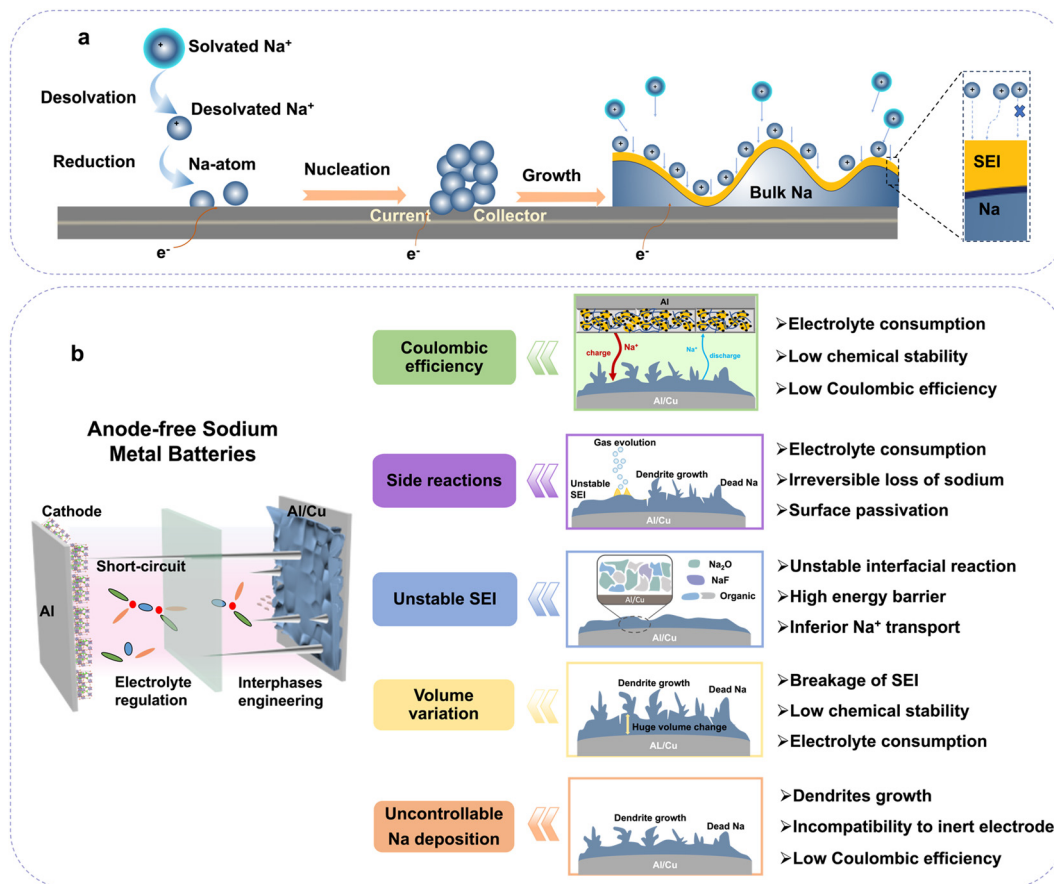 a
Solvated Na⁺
Desolvation
Desolvated Na⁺
Reduction
Na-atom
Nucleation
Growth
Current Collector
Bulk Na
e⁻
e⁻
e⁻
SEI
Na
b
Anode-free Sodium
Metal Batteries
Cathode
Al/Cu
Short-circuit
Al
Electrolyte
regulation
Interphases
engineering
Coulombic
efficiency
Al
charge
Na⁺
Na⁺
discharge
Al/Cu
➢Electrolyte consumption
➢Low chemical stability
➢Low Coulombic efficiency
Side reactions
Gas evolution
Unstable
SEI
Dendrite growth
Dead Na
Al/Cu
➢Electrolyte consumption
➢Irreversible loss of sodium
➢Surface passivation
Unstable SEI
Na₂O
NaF
Organic
Al/Cu
Al/Cu
➢Unstable interfacial reaction
➢High energy barrier
➢Inferior Na⁺ transport
Volume
variation
Dendrite growth
Dead Na
Huge volume change
AL/Cu
➢Breakage of SEI
➢Low chemical stability
➢Electrolyte consumption
Uncontrollable
Na deposition
Dendrite growth
Dead Na
Al/Cu
➢Dendrites growth
➢Incompatibility to inert electrode
➢Low Coulombic efficiency